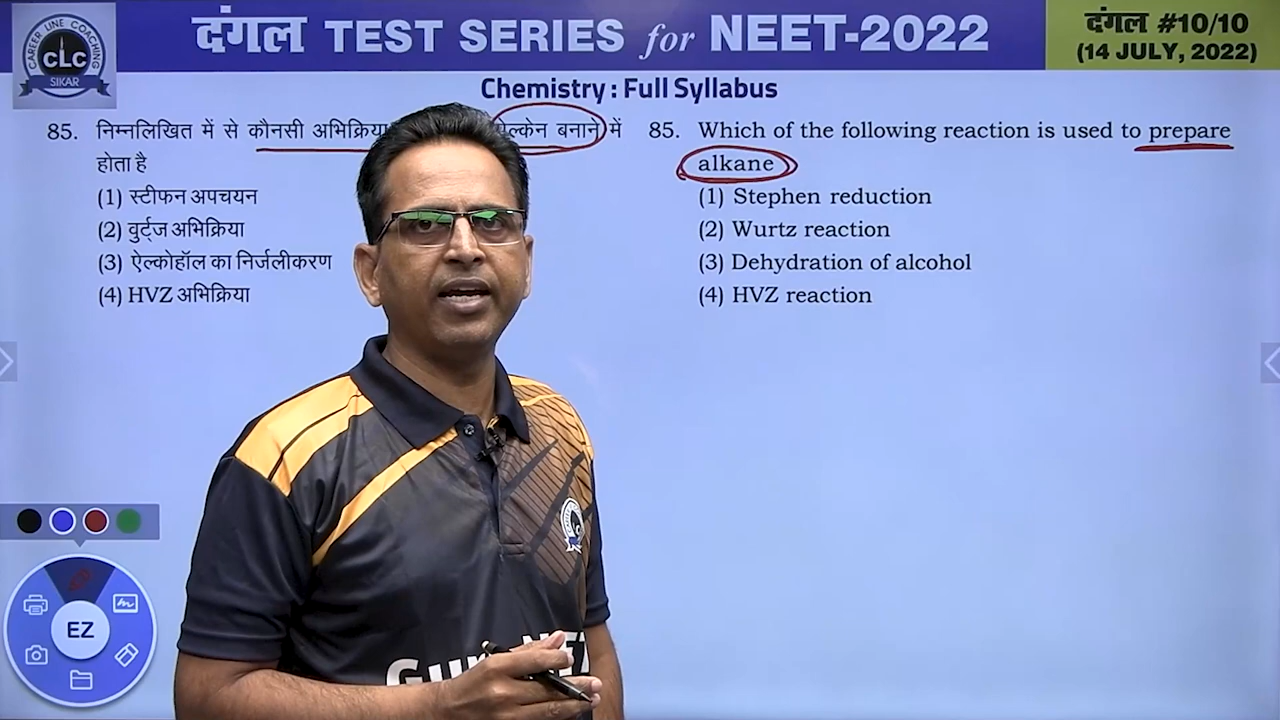 CAREER LINE COACHING
CLC
SIKAR
दंगल TEST SERIES for NEET-2022
दंगल #10/10
(14 JULY, 2022)
Chemistry : Full Syllabus
85. निम्नलिखित में से कौनसी अभिक्रिया बनाने में
होता है
(1) स्टीफन अपचयन
(2) वुर्ट्ज अभिक्रिया
(3) ऐल्कोहॉल का निर्जलीकरण
(4) HVZ अभिक्रिया
85. Which of the following reaction is used to prepare
alkane
(1) Stephen reduction
(2) Wurtz reaction
(3) Dehydration of alcohol
(4) HVZ reaction
EZ